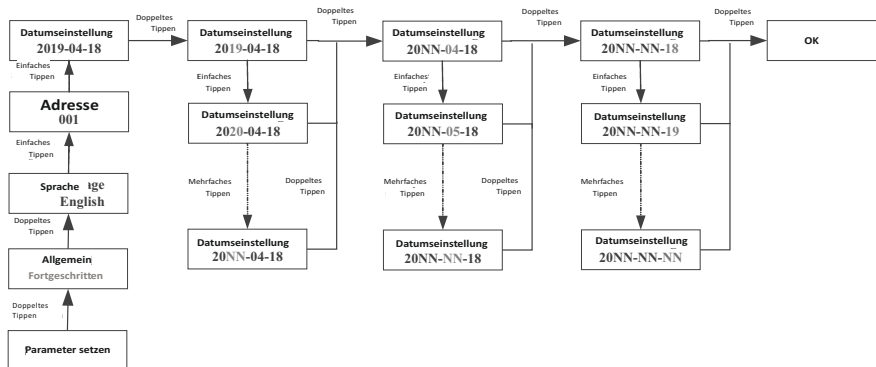 Doppeltes
Tippen
Doppeltes
Tippen
Doppeltes
Tippen
Doppeltes
Tippen
Datumseinstellung
2019-04-18
Datumseinstellung
2019-04-18
Datumseinstellung
20NN-04-18
Datumseinstellung
20NN-NN-18
OK
Einfaches
Tippen
Einfaches
Tippen
Einfaches
Tippen
Einfaches
Tippen
Adresse
001
Datumseinstellung
2020-04-18
Datumseinstellung
20NN-05-18
Datumseinstellung
20NN-NN-19
Einfaches
Tippen
Mehrfaches
Tippen
Doppeltes
Tippen
Mehrfaches
Tippen
Doppeltes
Tippen
Mehrfaches
Tippen
Sprache
English
Doppeltes
Tippen
Datumseinstellung
20NN-04-18
Datumseinstellung
20NN-NN-18
Datumseinstellung
20NN-NN-NN
Allgemein
Fortgeschritten
Doppeltes
Tippen
Parameter setzen